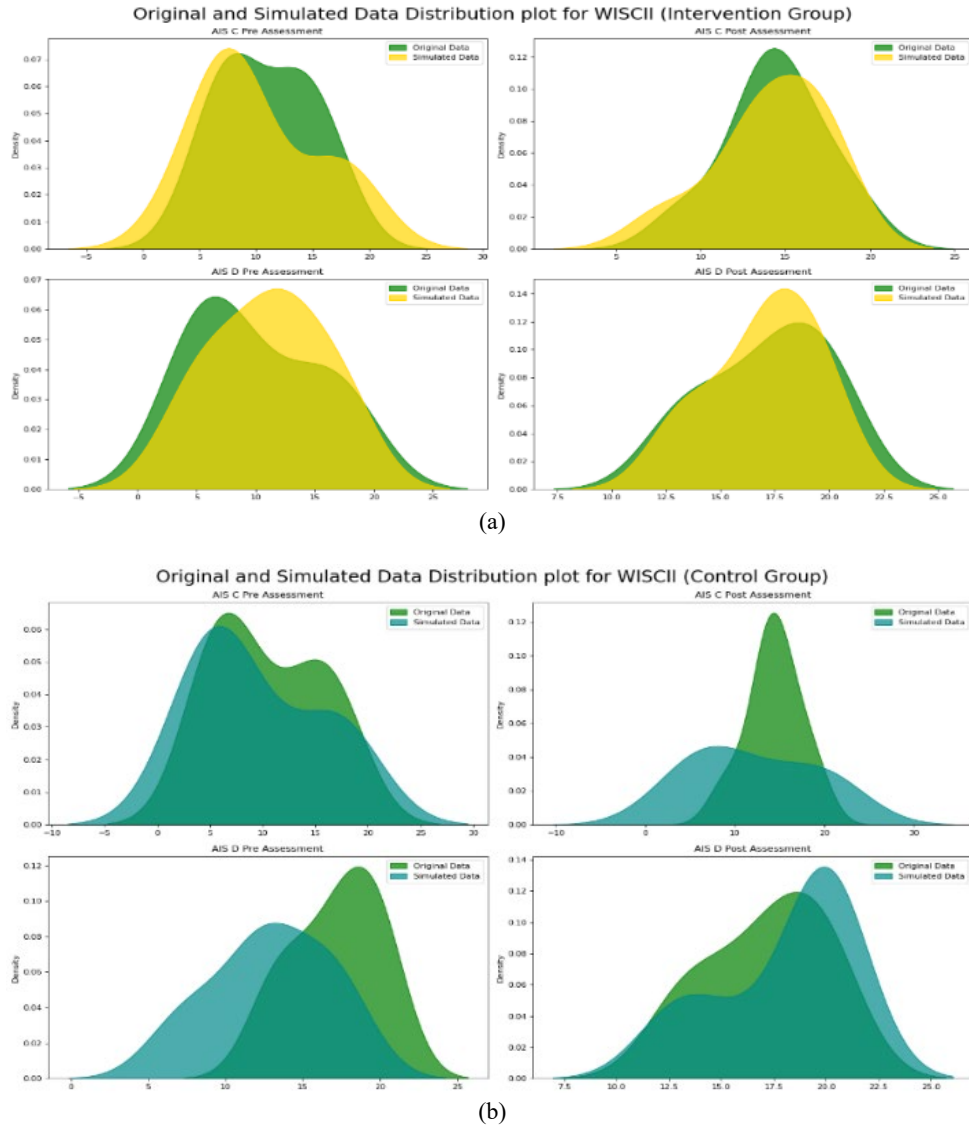 Original and Simulated Data Distribution plot for WISCII (Intervention Group)
AIS C Pre Assessment
Original Data
Simulated Data
Density
0.07
0.06
0.05
0.04
0.03
0.02
0.01
0.00
−5 0 5 10 15 20 25 30
AIS C Post Assessment
Original Data
Simulated Data
Density
0.12
0.10
0.08
0.06
0.04
0.02
0.00
5 10 15 20 25
AIS D Pre Assessment
Original Data
Simulated Data
Density
0.07
0.06
0.05
0.04
0.03
0.02
0.01
0.00
−5 0 5 10 15 20 25
AIS D Post Assessment
Original Data
Simulated Data
Density
0.14
0.12
0.10
0.08
0.06
0.04
0.02
0.00
7.5 10.0 12.5 15.0 17.5 20.0 22.5 25.0
(a)
Original and Simulated Data Distribution plot for WISCII (Control Group)
AIS C Pre Assessment
Original Data
Simulated Data
Density
0.06
0.05
0.04
0.03
0.02
0.01
0.00
−10 −5 0 5 10 15 20 25 30
AIS C Post Assessment
Original Data
Simulated Data
Density
0.12
0.10
0.08
0.06
0.04
0.02
0.00
−10 0 10 20 30
AIS D Pre Assessment
Original Data
Simulated Data
Density
0.12
0.10
0.08
0.06
0.04
0.02
0.00
0 5 10 15 20 25
AIS D Post Assessment
Original Data
Simulated Data
Density
0.14
0.12
0.10
0.08
0.06
0.04
0.02
0.00
7.5 10.0 12.5 15.0 17.5 20.0 22.5 25.0
(b)